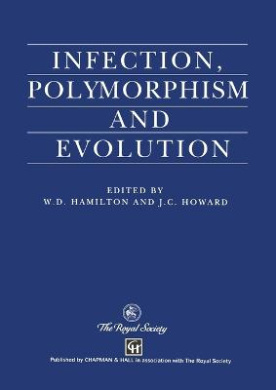 INFECTION,
POLYMORPHISM
AND
EVOLUTION
EDITED BY
W.D. HAMILTON AND J.C. HOWARD
The Royal Society
Published by CHAPMAN & HALL in association with The Royal Society